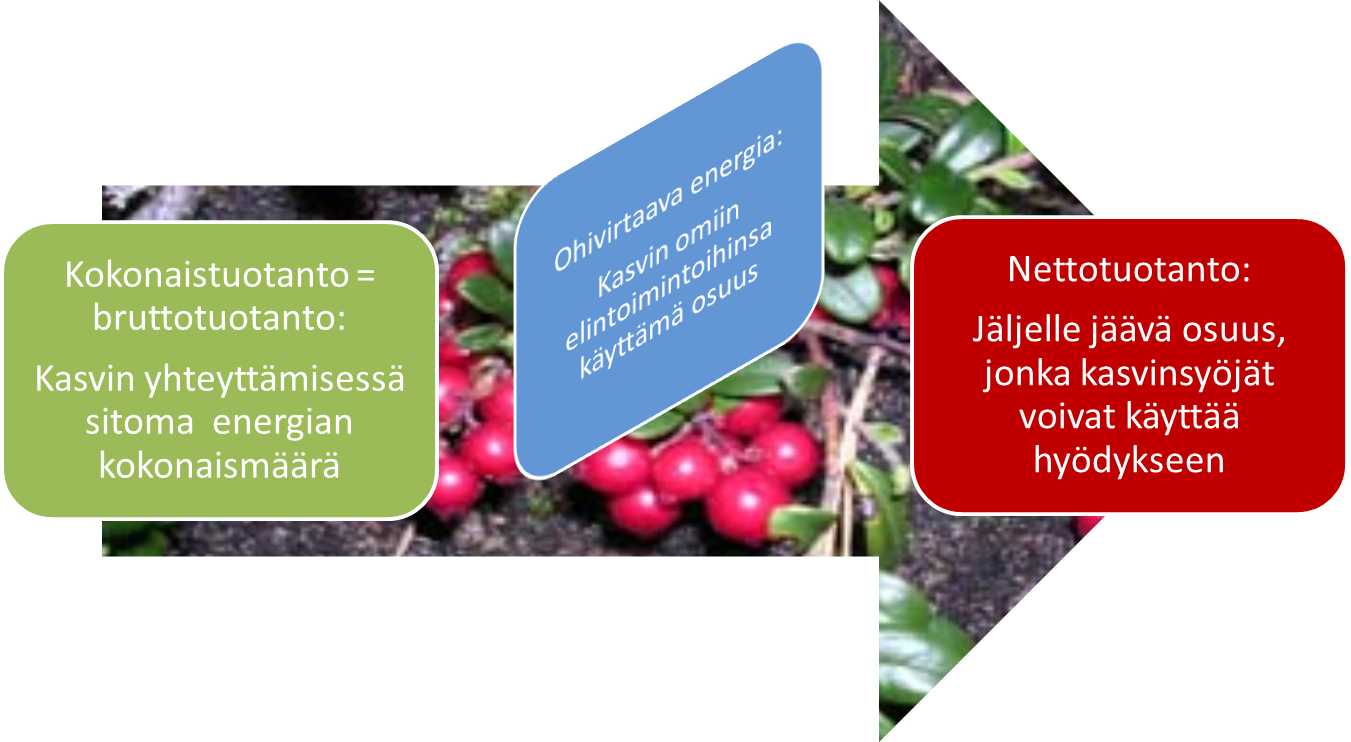 Kokonaistuotanto =
bruttotuotanto:
Kasvin yhteyttämisessä
sitoma energian
kokonaismäärä
Ohivirtaava energia:
Kasvin omiin
elintoimintoihinsa
käyttämä osuus
Nettotuotanto:
Jäljelle jäävä osuus,
jonka kasvinsyöjät
voivat käyttää
hyödykseen